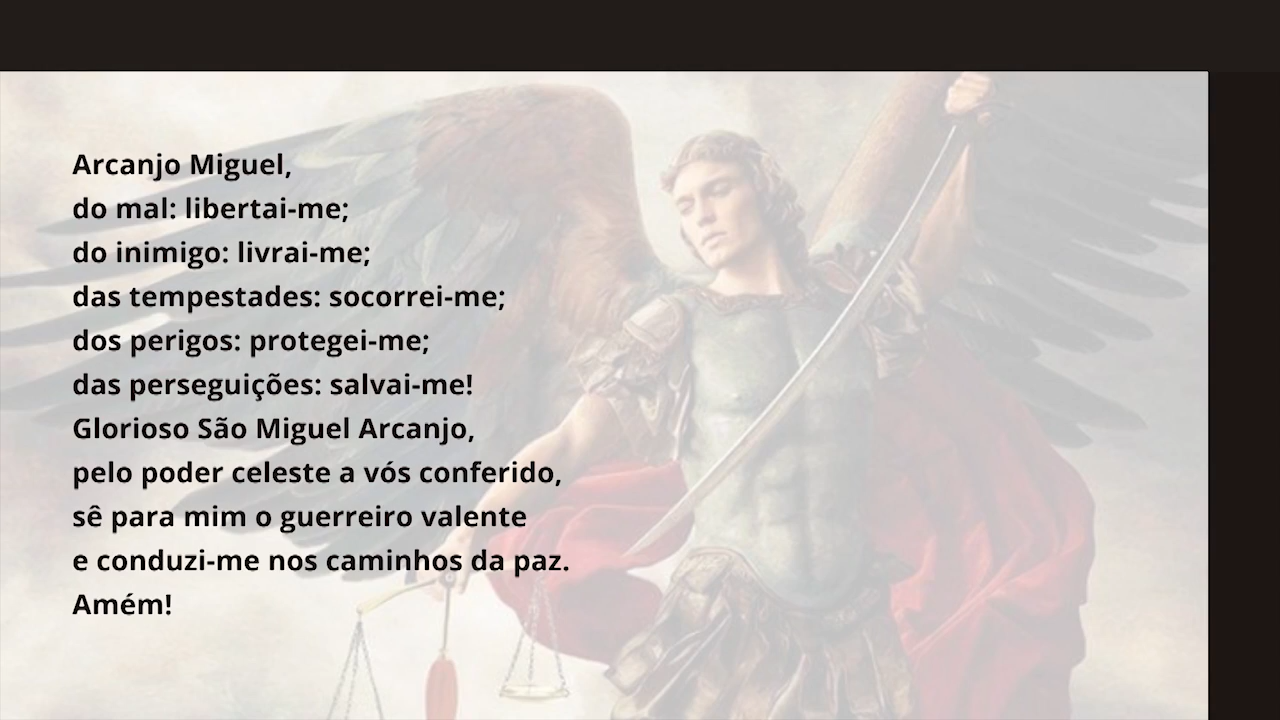 Arcanjo Miguel,
do mal: libertai-me;
do inimigo: livrai-me;
das tempestades: socorrei-me;
dos perigos: protegei-me;
das perseguições: salvai-me!
Glorioso São Miguel Arcanjo,
pelo poder celeste a vós conferido,
sê para mim o guerreiro valente
e conduzi-me nos caminhos da paz.
Amém!